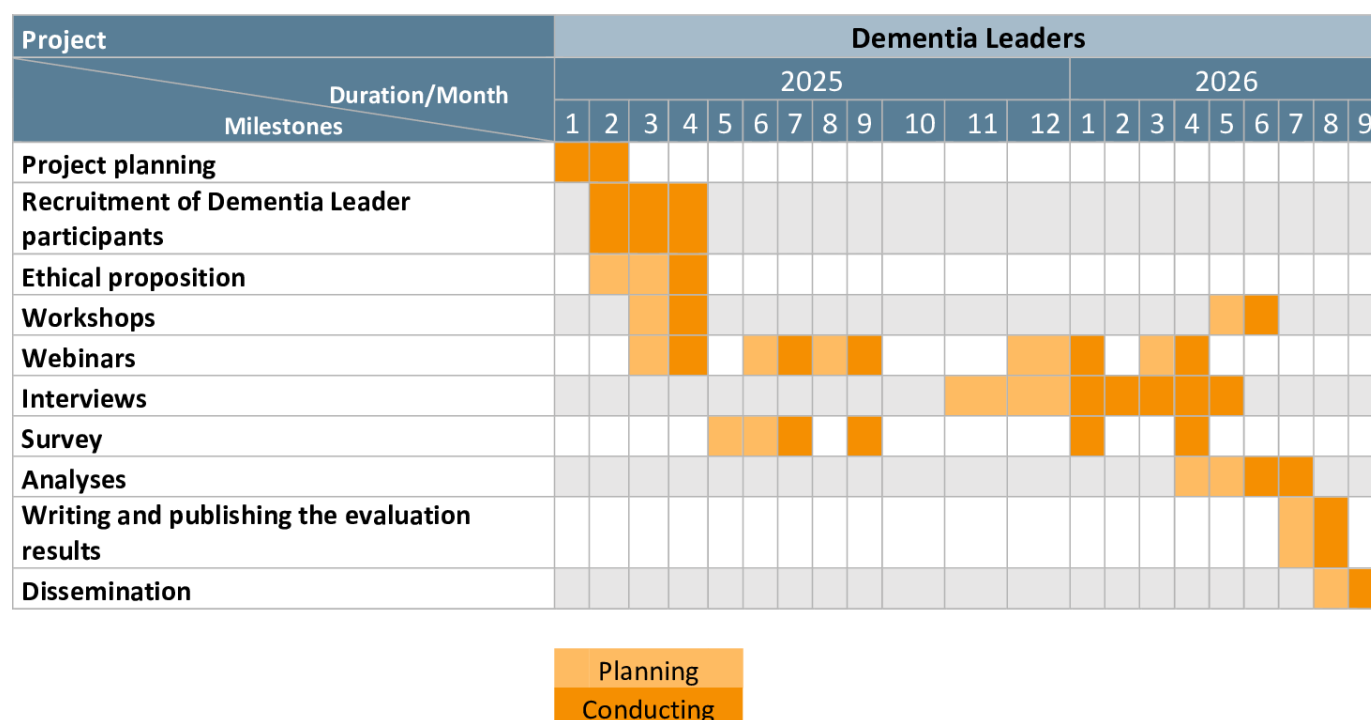 Project Dementia Leaders
Duration/Month 2025 2026
Milestones 1 2 3 4 5 6 7 8 9 10 11 12 1 2 3 4 5 6 7 8 9
Project planning
Recruitment of Dementia Leader
participants
Ethical proposition
Workshops
Webinars
Interviews
Survey
Analyses
Writing and publishing the evaluation
results
Dissemination
Planning
Conducting